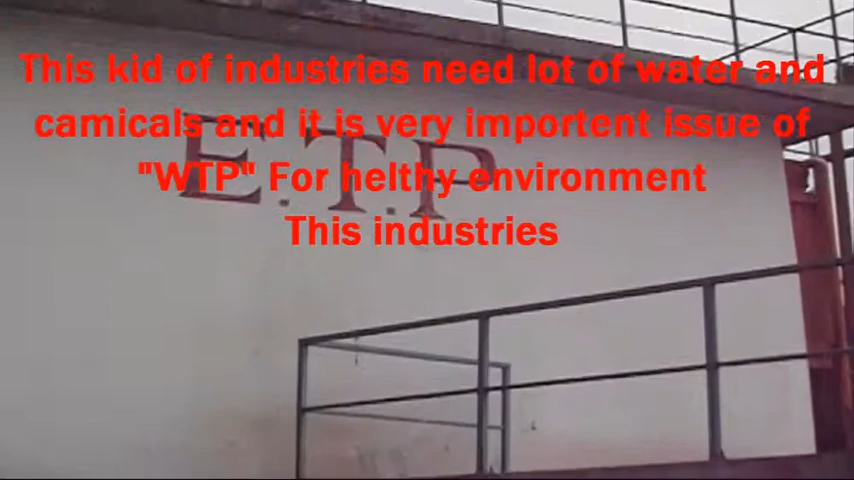 This kid of industries need lot of water and
camicals and it is very importent issue of
"WTP" For helthy environment
This industries
E.T.P